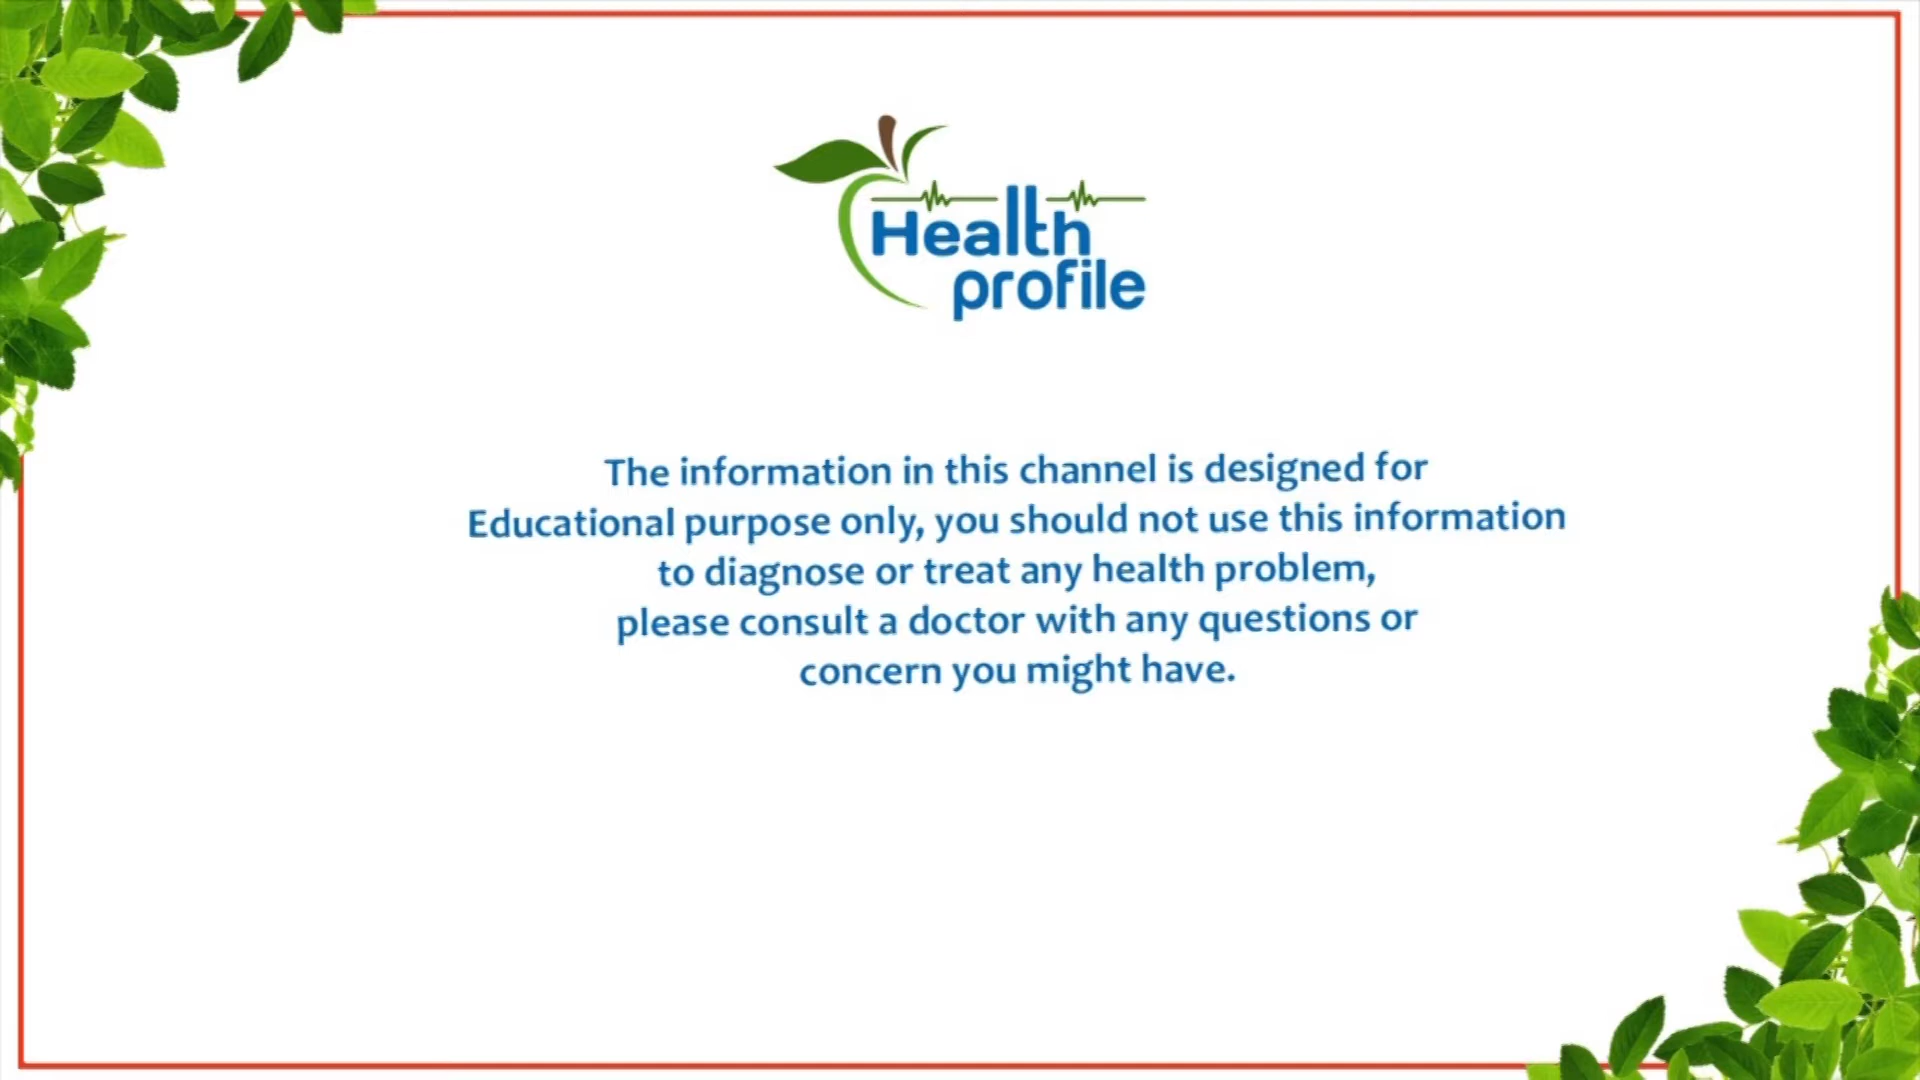 Health
profile
The information in this channel is designed for
Educational purpose only, you should not use this information
to diagnose or treat any health problem,
please consult a doctor with any questions or
concern you might have.